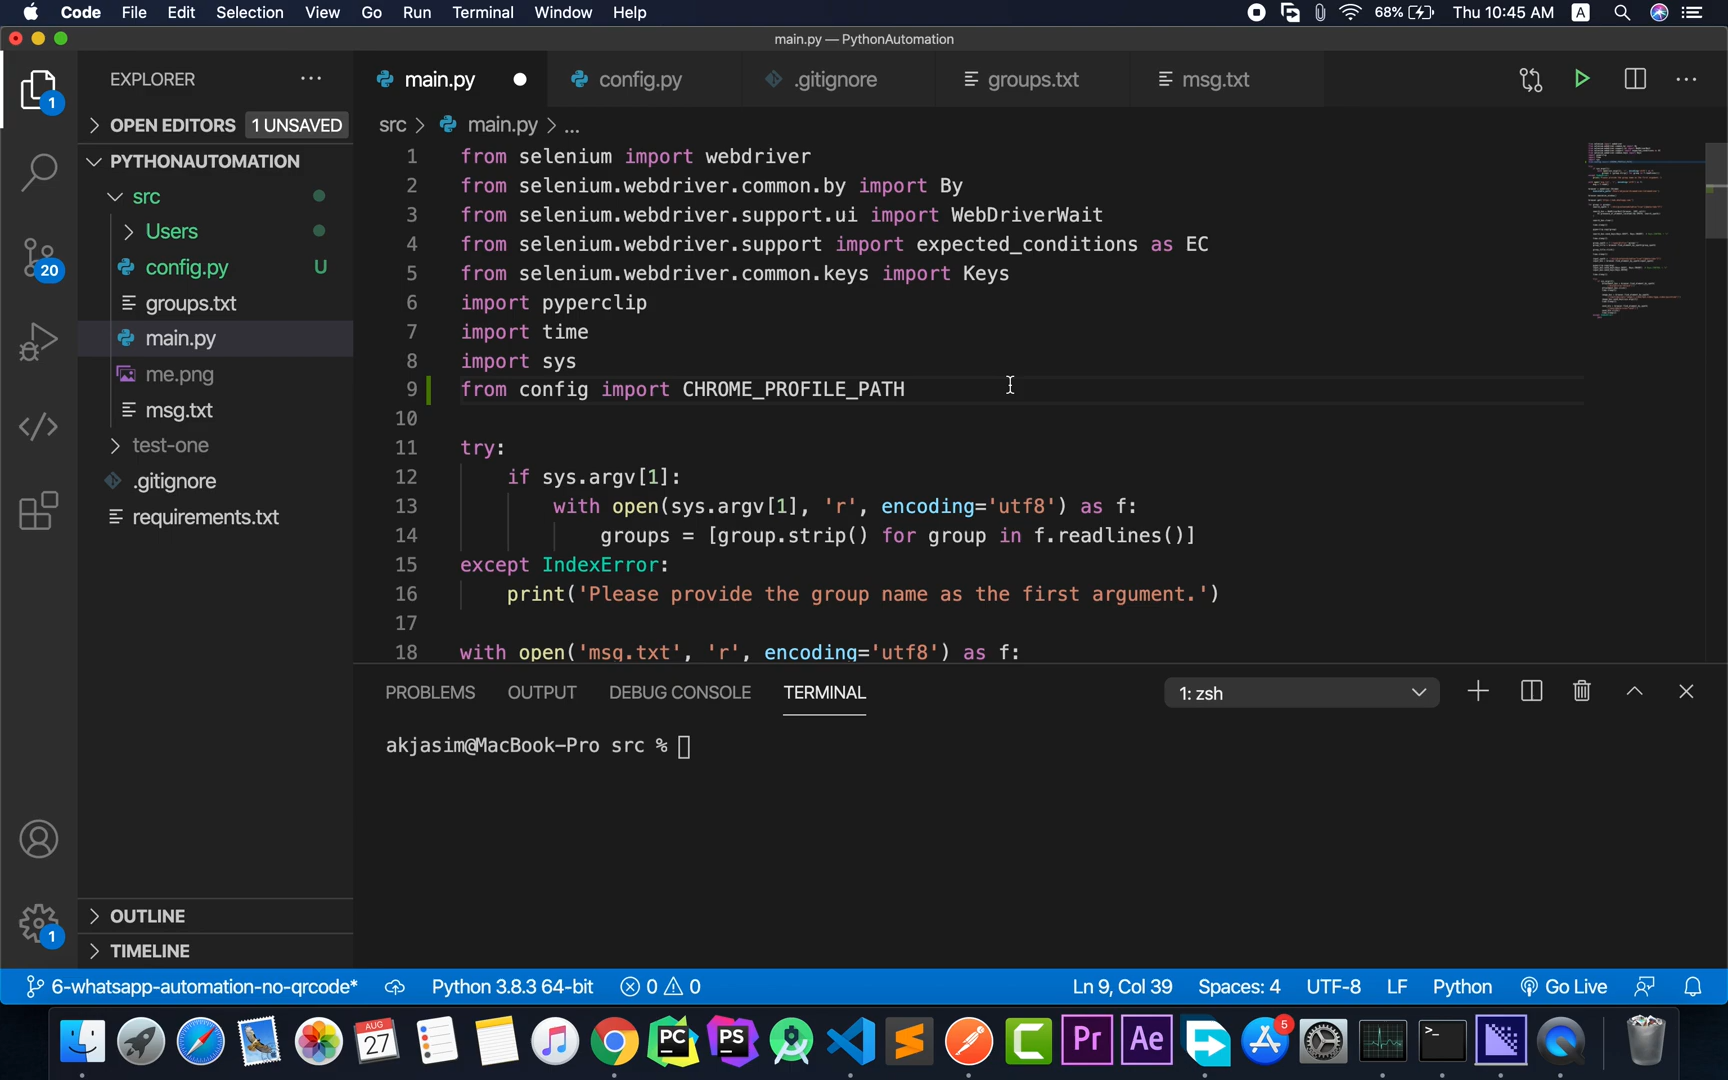 Code File Edit Selection View Go Run Terminal Window Help 68% Thu 10:45 AM A
main.py — PythonAutomation
EXPLORER
main.py config.py .gitignore groups.txt msg.txt
1
OPEN EDITORS 1 UNSAVED
src > main.py > ...
PYTHONAUTOMATION
src
Users
config.py U
groups.txt
main.py
me.png
msg.txt
test-one
.gitignore
requirements.txt
20
1 from selenium import webdriver
2 from selenium.webdriver.common.by import By
3 from selenium.webdriver.support.ui import WebDriverWait
4 from selenium.webdriver.support import expected_conditions as EC
5 from selenium.webdriver.common.keys import Keys
6 import pyperclip
7 import time
8 import sys
9 from config import CHROME_PROFILE_PATH
10
11 try:
12 if sys.argv[1]:
13 with open(sys.argv[1], 'r', encoding='utf8') as f:
14 groups = [group.strip() for group in f.readlines()]
15 except IndexError:
16 print('Please provide the group name as the first argument.')
17
18 with open('msg.txt', 'r', encoding='utf8') as f:
PROBLEMS OUTPUT DEBUG CONSOLE TERMINAL 1: zsh
akjasim@MacBook-Pro src %
OUTLINE
1
TIMELINE
6-whatsapp-automation-no-qrcode* Python 3.8.3 64-bit 0 0 Ln 9, Col 39 Spaces: 4 UTF-8 LF Python Go Live
AUG
27
PC PS C Pr Ae 5 >_